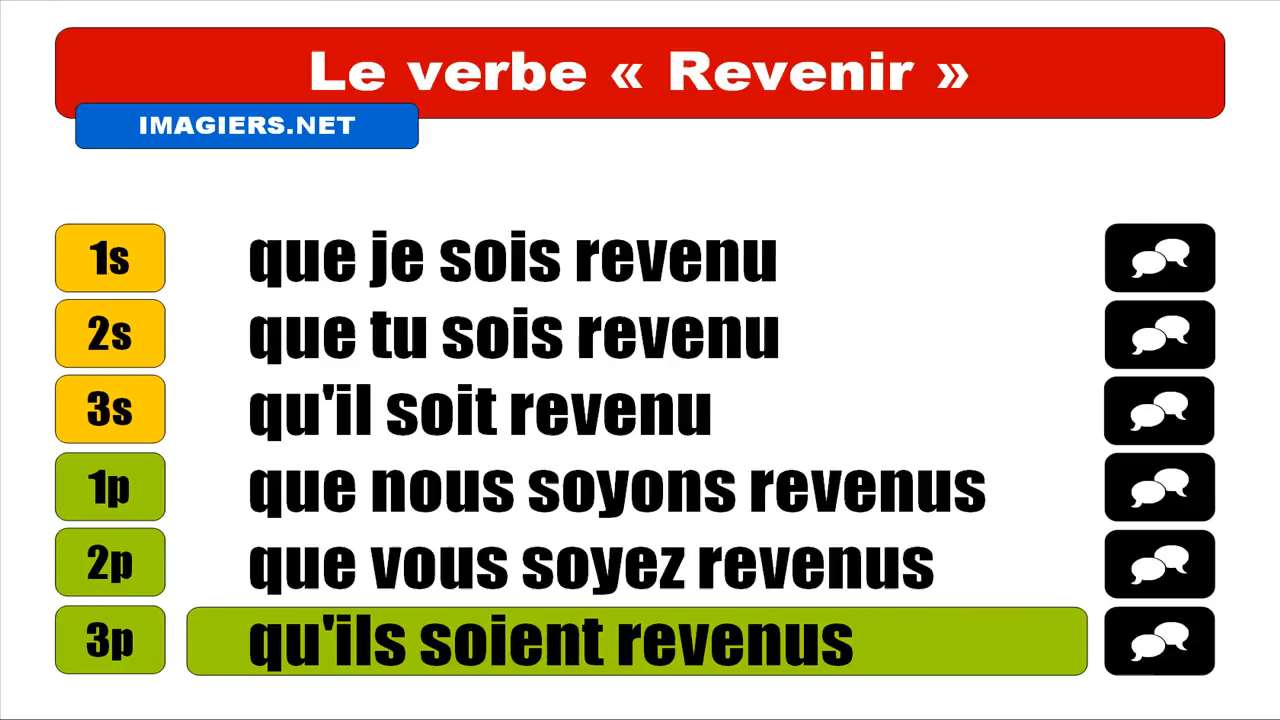 Le verbe « Revenir »
IMAGIERS.NET
1s que je sois revenu
2s que tu sois revenu
3s qu'il soit revenu
1p que nous soyons revenus
2p que vous soyez revenus
3p qu'ils soient revenus